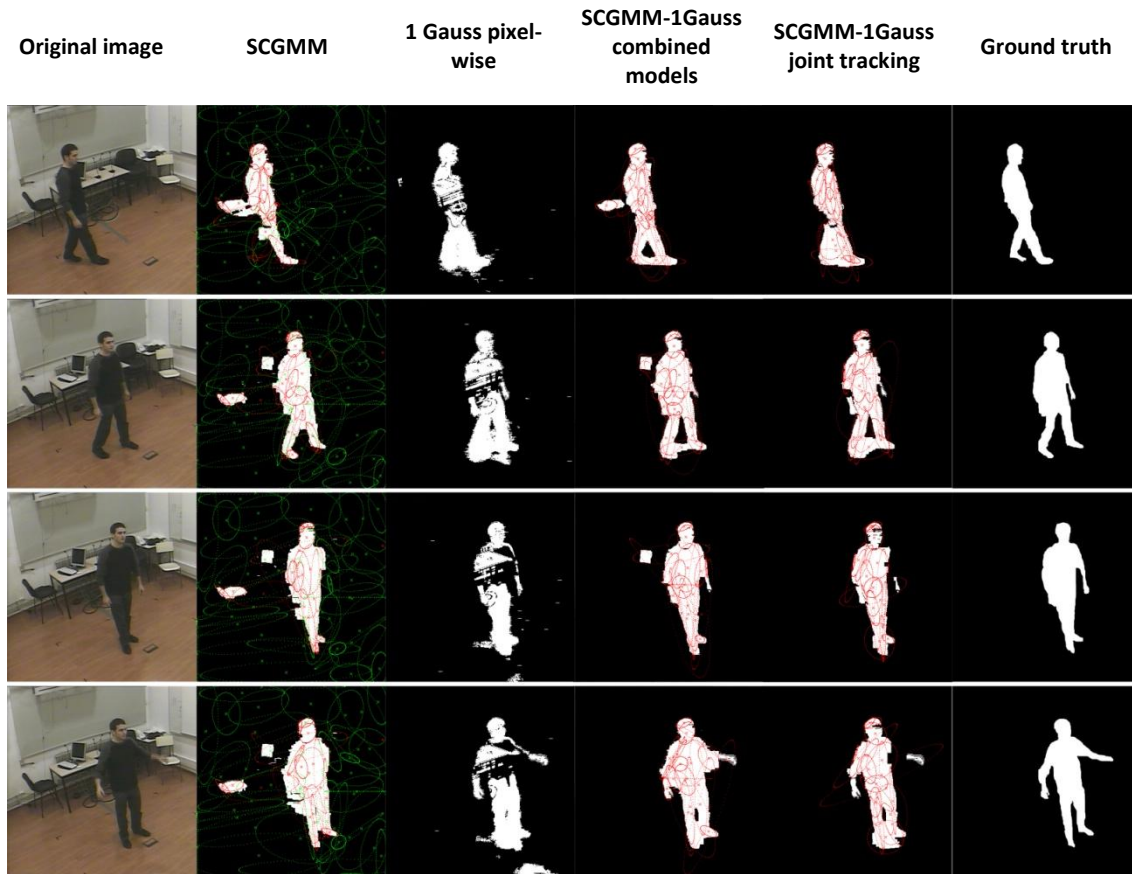 Original image
SCGMM
1 Gauss pixel-
wise
SCGMM-1Gauss
combined
models
SCGMM-1Gauss
joint tracking
Ground truth